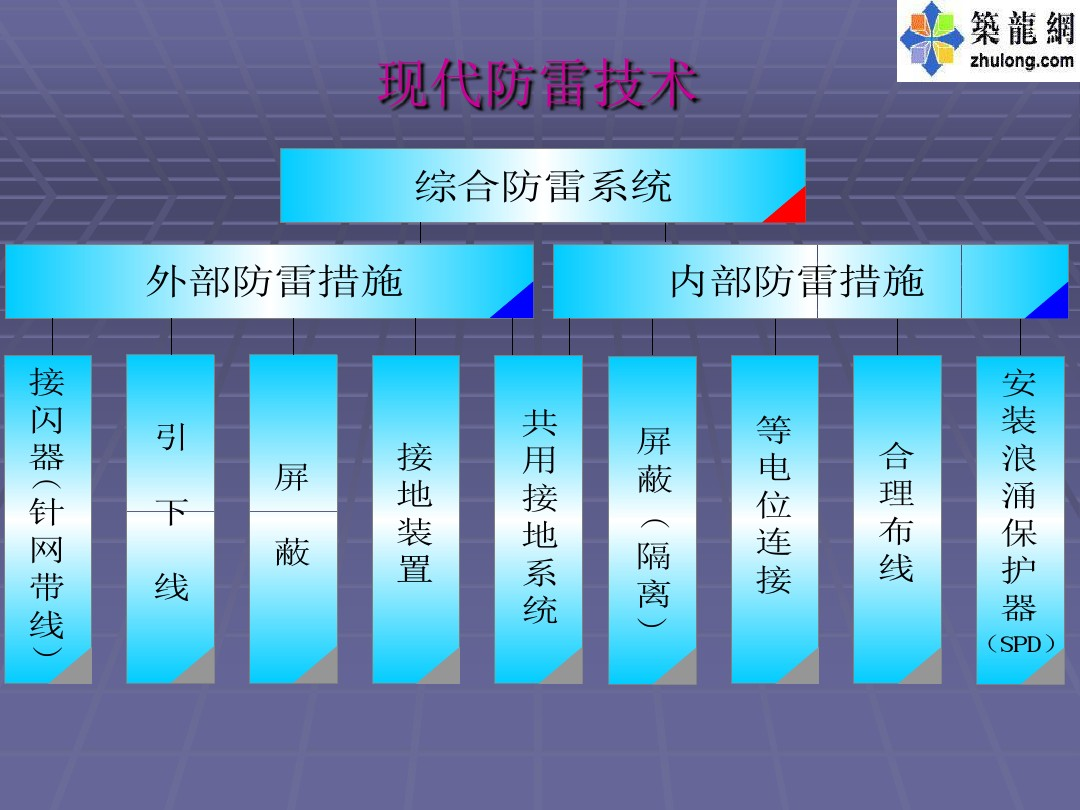 築龍網
zhulong.com
现代防雷技术
综合防雷系统
外部防雷措施
内部防雷措施
接闪器（针网带线）
引下线
屏蔽
接地装置
共用接地系统
屏蔽（隔离）
等电位连接
合理布线
安装浪涌保护器（SPD）